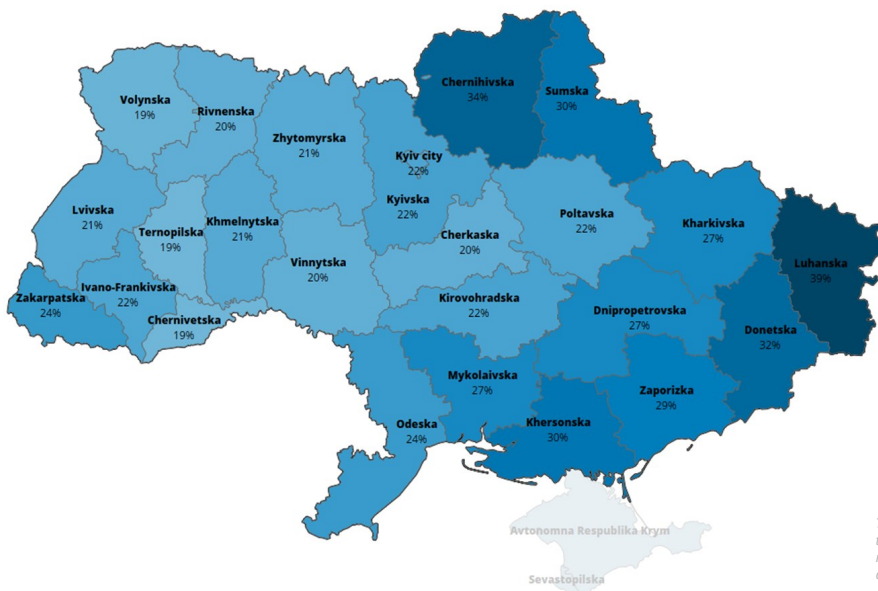 Chernihivska
34%
Sumska
30%
Volynska
19%
Rivnenska
20%
Zhytomyrska
21%
Kyiv city
22%
Kyivska
22%
Lvivska
21%
Ternopilska
19%
Khmelnytska
21%
Vinnytska
20%
Cherkaska
20%
Poltavska
22%
Kharkivska
27%
Luhanska
39%
Zakarpatska
24%
Ivano-Frankivska
22%
Chernivetska
19%
Kirovohradska
22%
Dnipropetrovska
27%
Donetska
32%
Mykolaivska
27%
Zaporizka
29%
Odeska
24%
Khersonska
30%
Avtonomna Respublika Krym
Sevastopilska